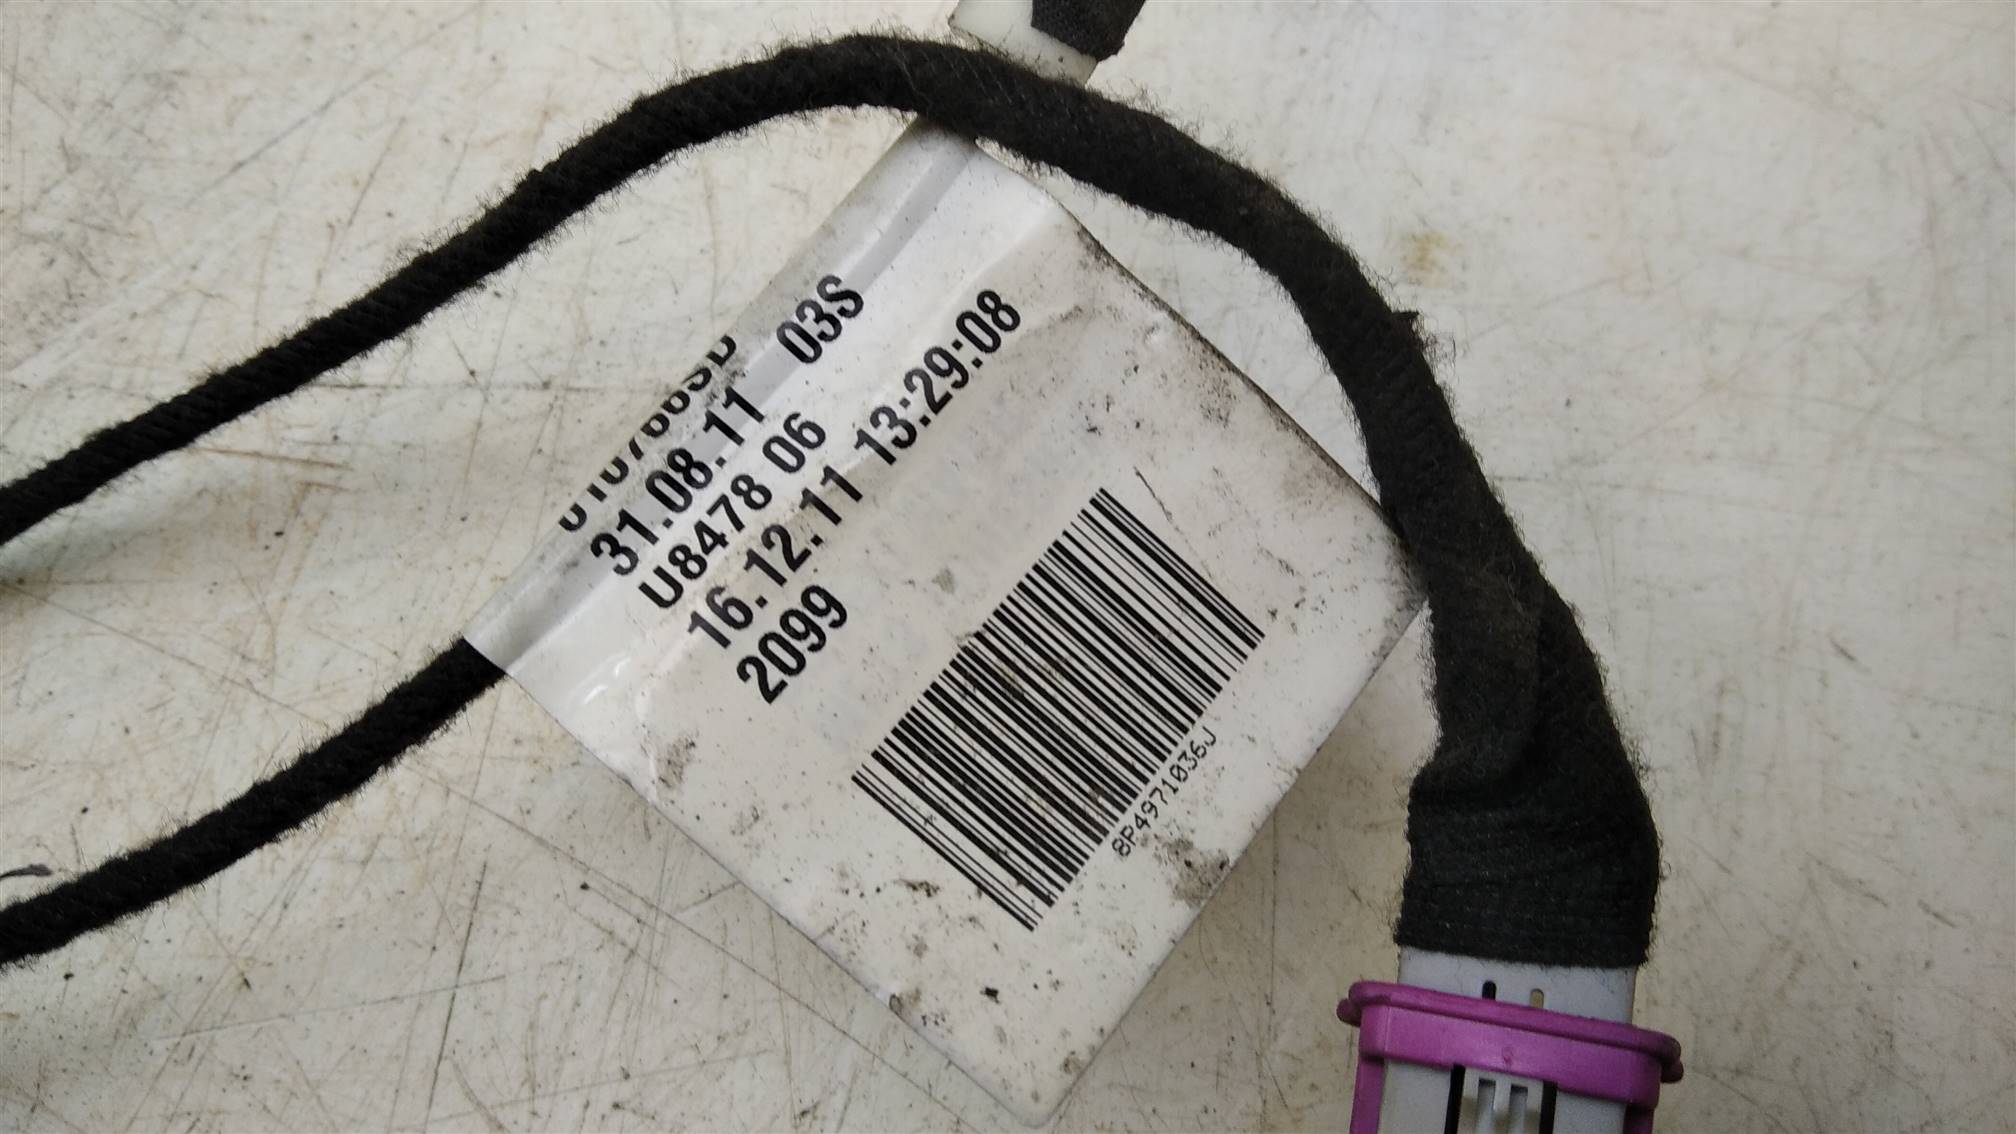 31.08.11 03S
U8478 06
16.12.11 13:29:08
2099
8P4971036J